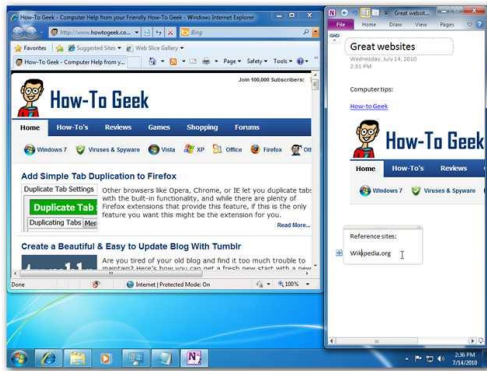 How-To Geek - Computer Help from your Friendly How-To Geek - Windows Internet Explorer
http://www.howtogeek.co...
Bing
Favorites
Suggested Sites
Web Slice Gallery
How-To Geek - Computer Help from y...
Page
Safety
Tools
Join 100,000 Subscribers:
How-To Geek
Home How-To's Reviews Games Shopping Forums
Windows 7 Viruses & Spyware Vista XP Office Firefox
Add Simple Tab Duplication to Firefox
Duplicate Tab Settings
Duplicate Tab
Duplicating Tabs
Other browsers like Opera, Chrome, or IE let you duplicate tabs
with the built-in functionality, and while there are plenty of
Firefox extensions that provide this feature, if this is the only
feature you want this might be the extension for you.
Read More...
Create a Beautiful & Easy to Update Blog With Tumblr
Are you tired of your old blog and find it too much trouble to
maintain? Here's how you can get a fresh new start with a new
Done
Internet | Protected Mode: On
100%
Great websit...
File Home Draw View Pages
Great websites
Wednesday, July 14, 2010
2:31 PM
Computer tips:
How-to Geek
How-To Geek
Home How-To's Reviews
Windows 7 Viruses & Spyware
Reference sites:
Wikipedia.org
2:36 PM
7/14/2010